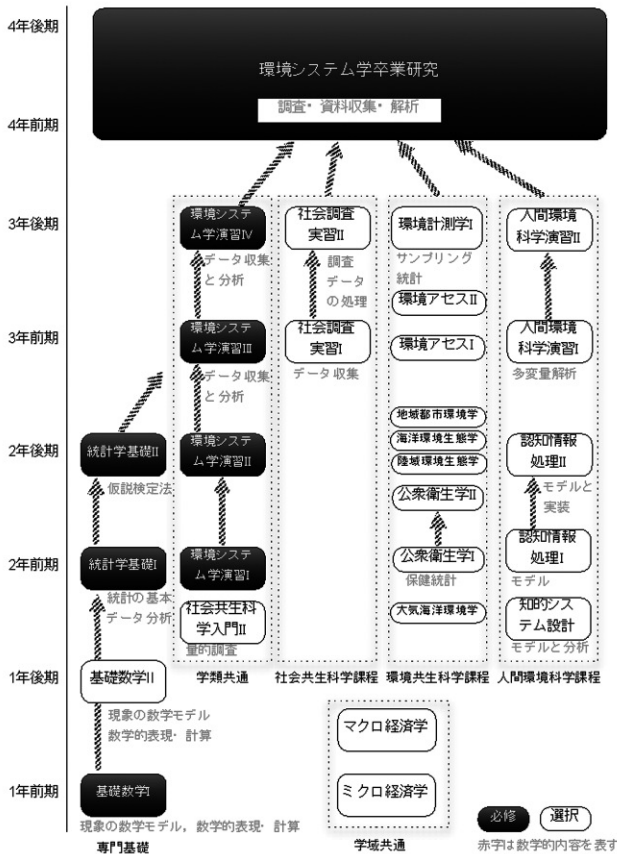 4年後期
環境システム学卒業研究
調査・資料収集・解析
4年前期
3年後期
環境システ
ム学演習Ⅳ
データ収集
と分析
社会調査
実習II
調査
データ
の処理
環境計測学I
サンプリング
統計
環境アセスII
人間環境
科学演習II
3年前期
環境システ
ム学演習Ⅲ
データ収集
と分析
社会調査
実習I
データ収集
環境アセスI
人間環境
科学演習I
多変量解析
地域都市環境学
海洋環境生態学
陸域環境生態学
2年後期
統計学基礎II
仮説検定法
環境システ
ム学演習II
公衆衛生学II
認知情報
処理II
モデルと
実装
2年前期
統計学基礎I
統計の基本
データ分析
環境システ
ム学演習I
社会共生科
学入門II
量的調査
公衆衛生学I
保健統計
大気海洋環境学
認知情報
処理I
モデル
知的シス
テム設計
モデルと分析
1年後期
基礎数学II
現象の数学モデル
数学的表現・計算
学類共通
社会共生科学課程
環境共生科学課程
人間環境科学課程
マクロ経済学
1年前期
基礎数学I
現象の数学モデル，数学的表現・計算
専門基礎
ミクロ経済学
学域共通
必修
選択
赤字は数学的内容を表す